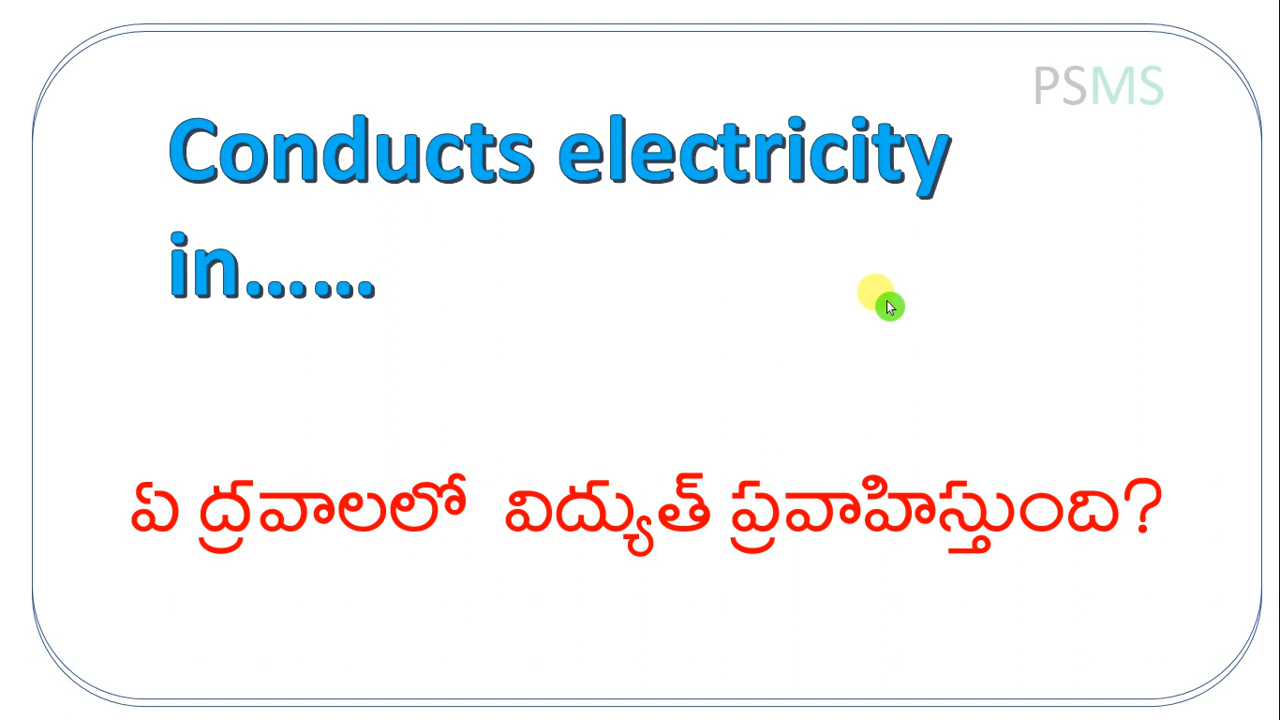 PSMS
Conducts electricity
in......
ఏ ద్రవాలలో విద్యుత్ ప్రవాహిస్తుంది?